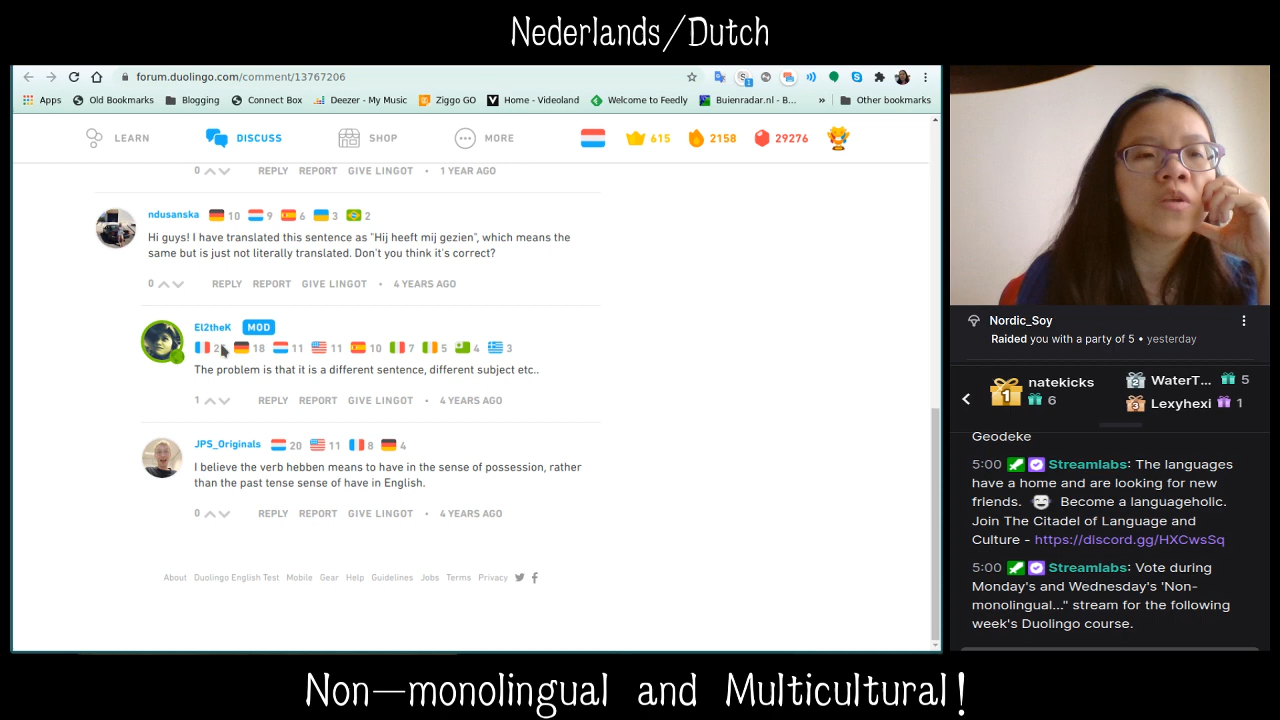 Nederlands/Dutch
forum.duolingo.com/comment/13767206
1
Apps Old Bookmarks Blogging Connect Box Deezer - My Music Ziggo GO Home - Videoland Welcome to Feedly Buienradar.nl - B... » Other bookmarks
LEARN DISCUSS SHOP MORE 615 2158 29276
0 REPLY REPORT GIVE LINGOT • 1 YEAR AGO
ndusanska 10 9 6 3 2
Hi guys! I have translated this sentence as "Hij heeft mij gezien", which means the
same but is just not literally translated. Don't you think it's correct?
0 REPLY REPORT GIVE LINGOT • 4 YEARS AGO
El2theK MOD
18 11 11 10 7 5 4 3
The problem is that it is a different sentence, different subject etc..
1 REPLY REPORT GIVE LINGOT • 4 YEARS AGO
JPS_Originals 20 11 8 4
I believe the verb hebben means to have in the sense of possession, rather
than the past tense sense of have in English.
0 REPLY REPORT GIVE LINGOT • 4 YEARS AGO
About Duolingo English Test Mobile Gear Help Guidelines Jobs Terms Privacy
Nordic_Soy
Raided you with a party of 5 • yesterday
1 natekicks
6
2 WaterT... 5
3 Lexyhexi 1
Geodeke
5:00 Streamlabs: The languages
have a home and are looking for new
friends. Become a languageholic.
Join The Citadel of Language and
Culture - https://discord.gg/HXCwsSq
5:00 Streamlabs: Vote during
Monday's and Wednesday's 'Non-
monolingual..." stream for the following
week's Duolingo course.
Non-monolingual and Multicultural!